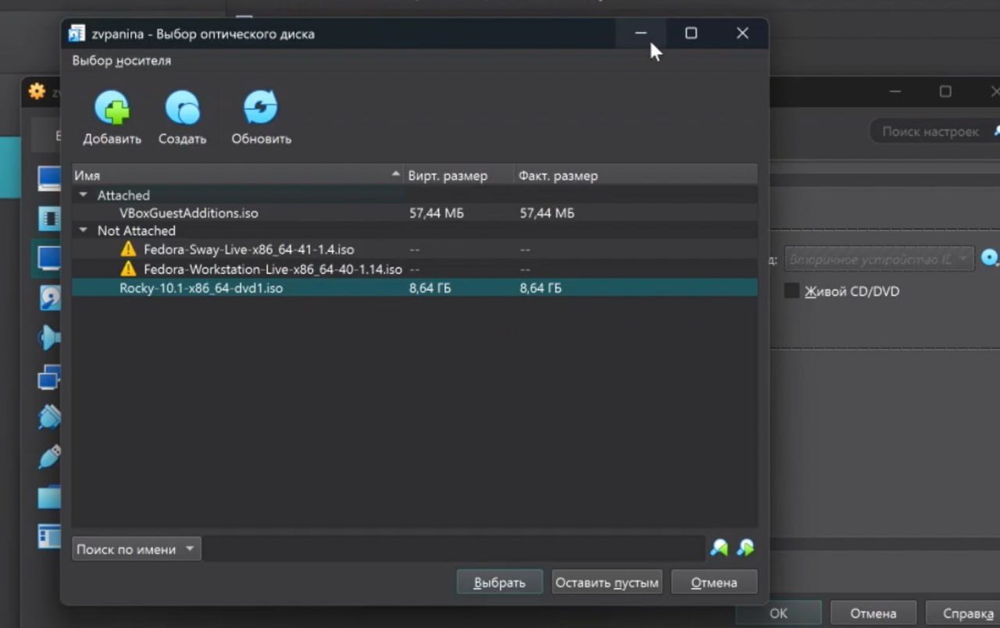 zvpanina - Выбор оптического диска
Выбор носителя
Добавить Создать Обновить
Поиск настроек
Имя Вирт. размер Факт. размер
Attached
VBoxGuestAdditions.iso 57,44 МБ 57,44 МБ
Not Attached
Fedora-Sway-Live-x86_64-41-1.4.iso -- --
Fedora-Workstation-Live-x86_64-40-1.14.iso -- --
Вторичное устройство ID
Rocky-10.1-x86_64-dvd1.iso 8,64 ГБ 8,64 ГБ
Живой CD/DVD
Поиск по имени
Выбрать Оставить пустым Отмена
OK Отмена Справка